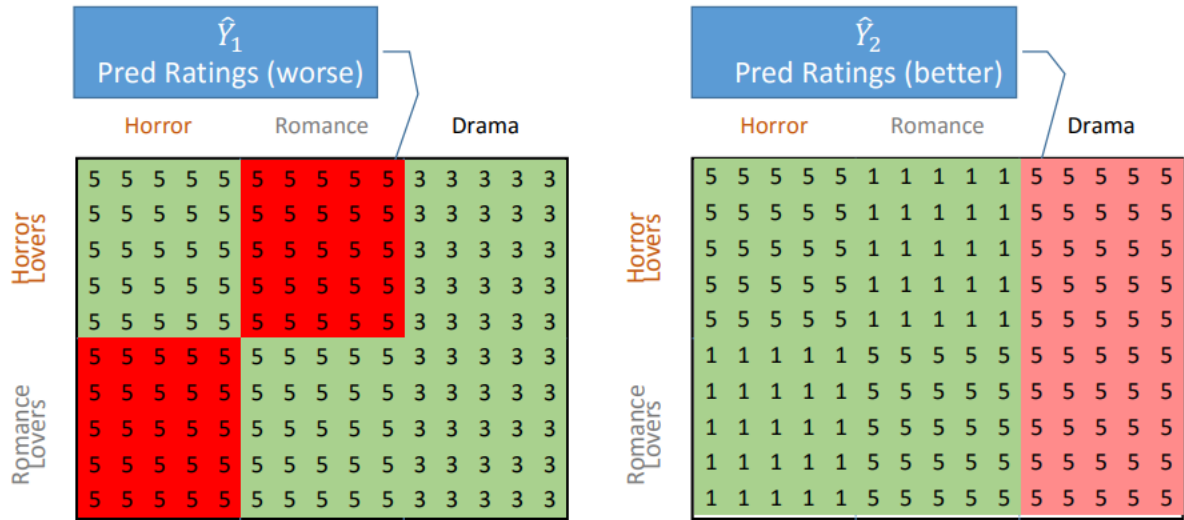 Ŷ₁
Pred Ratings (worse)
Horror Romance Drama
Horror
Lovers
Romance
Lovers
5 5 5 5 5 5 5 5 5 5 3 3 3 3 3
5 5 5 5 5 5 5 5 5 5 3 3 3 3 3
5 5 5 5 5 5 5 5 5 5 3 3 3 3 3
5 5 5 5 5 5 5 5 5 5 3 3 3 3 3
5 5 5 5 5 5 5 5 5 5 3 3 3 3 3
5 5 5 5 5 5 5 5 5 5 3 3 3 3 3
5 5 5 5 5 5 5 5 5 5 3 3 3 3 3
5 5 5 5 5 5 5 5 5 5 3 3 3 3 3
5 5 5 5 5 5 5 5 5 5 3 3 3 3 3
5 5 5 5 5 5 5 5 5 5 3 3 3 3 3
Ŷ₂
Pred Ratings (better)
Horror Romance Drama
Horror
Lovers
Romance
Lovers
5 5 5 5 5 1 1 1 1 1 5 5 5 5 5
5 5 5 5 5 1 1 1 1 1 5 5 5 5 5
5 5 5 5 5 1 1 1 1 1 5 5 5 5 5
5 5 5 5 5 1 1 1 1 1 5 5 5 5 5
5 5 5 5 5 1 1 1 1 1 5 5 5 5 5
1 1 1 1 1 5 5 5 5 5 5 5 5 5 5
1 1 1 1 1 5 5 5 5 5 5 5 5 5 5
1 1 1 1 1 5 5 5 5 5 5 5 5 5 5
1 1 1 1 1 5 5 5 5 5 5 5 5 5 5
1 1 1 1 1 5 5 5 5 5 5 5 5 5 5